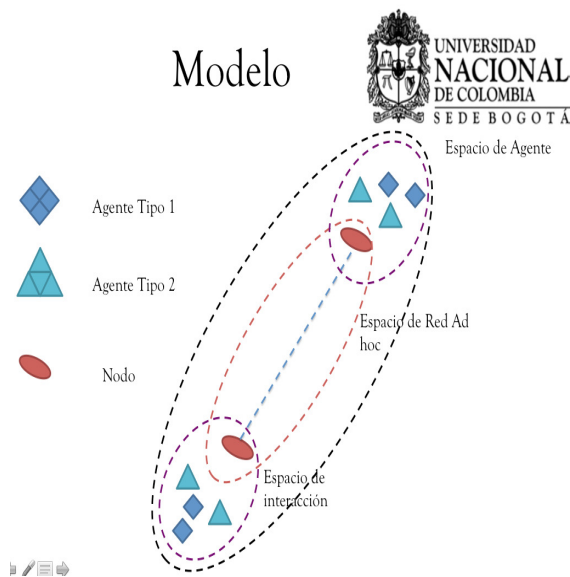 Modelo
UNIVERSIDAD
NACIONAL
DE COLOMBIA
SEDE BOGOTÁ
Espacio de Agente
Agente Tipo 1
Agente Tipo 2
Espacio de Red Ad
hoc
Nodo
Espacio de
interacción